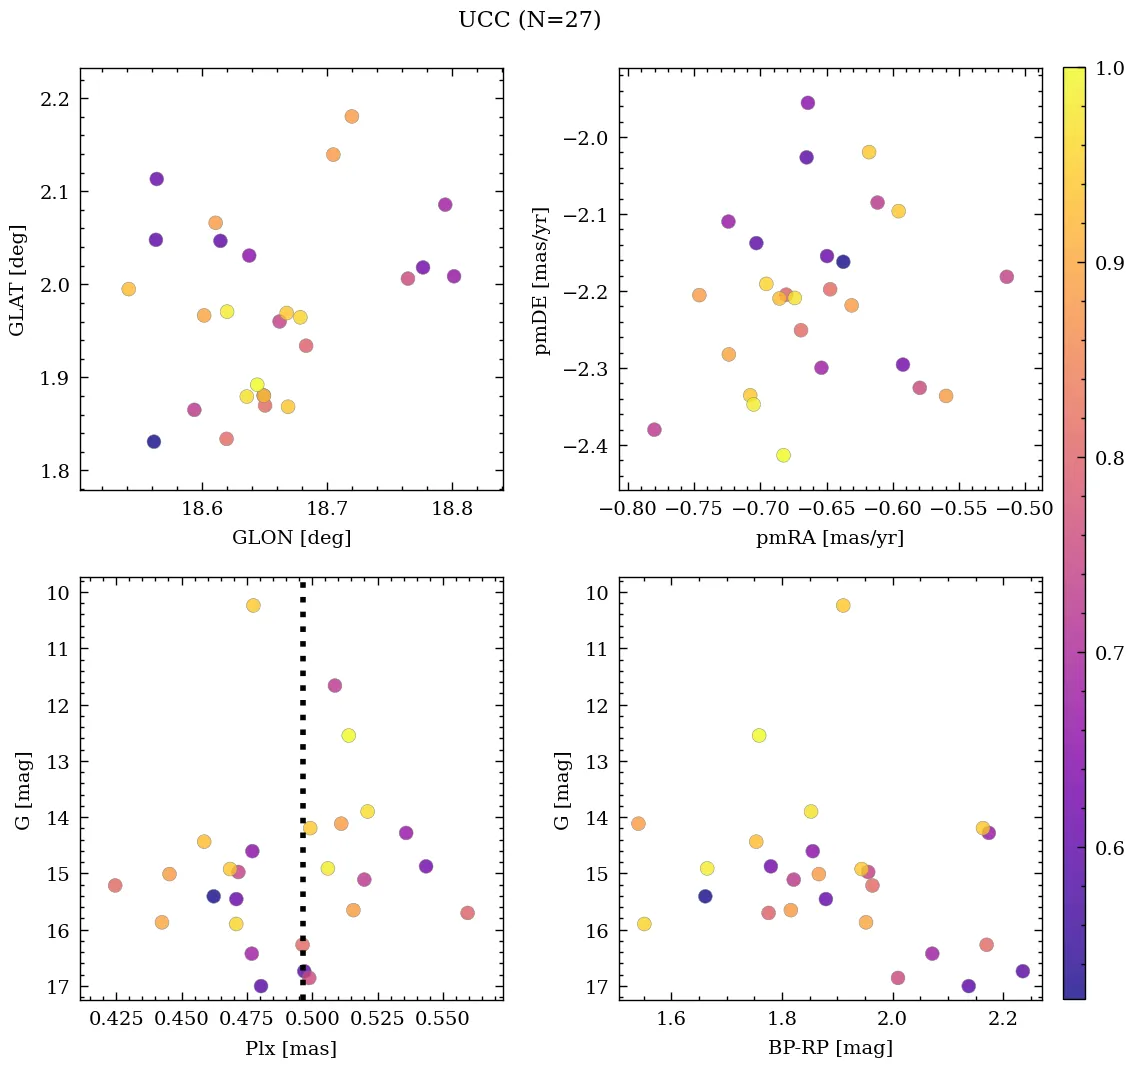 UCC (N=27)
2.2
2.1
2.0
1.9
1.8
GLAT [deg]
18.6 18.7 18.8
GLON [deg]
−2.0
−2.1
−2.2
−2.3
−2.4
pmDE [mas/yr]
−0.80 −0.75 −0.70 −0.65 −0.60 −0.55 −0.50
pmRA [mas/yr]
1.0
0.9
0.8
0.7
0.6
10
11
12
13
14
15
16
17
G [mag]
0.425 0.450 0.475 0.500 0.525 0.550
Plx [mas]
10
11
12
13
14
15
16
17
G [mag]
1.6 1.8 2.0 2.2
BP-RP [mag]